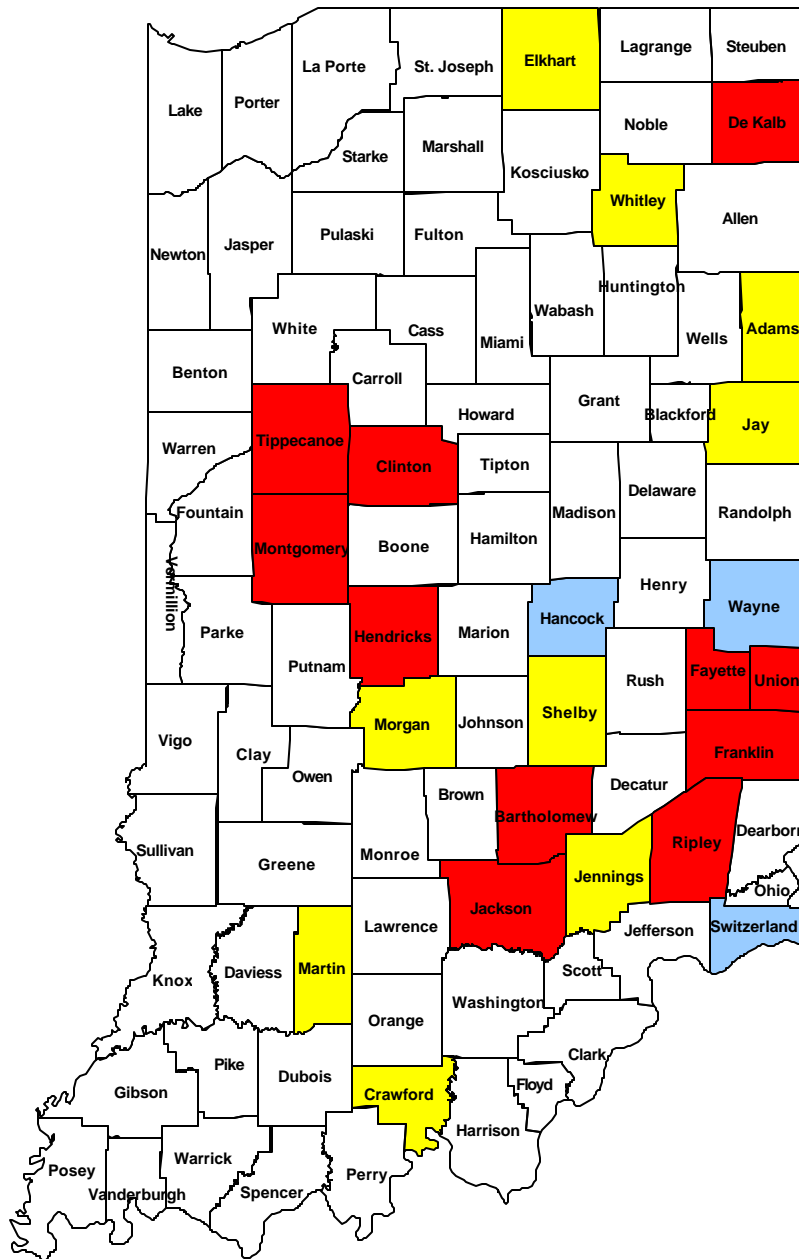 Elkhart
Lagrange
Steuben
La Porte
St. Joseph
Porter
Lake
De Kalb
Noble
Marshall
Starke
Kosciusko
Whitley
Allen
Pulaski
Fulton
Jasper
Newton
Huntington
Wabash
White
Cass
Miami
Wells
Adams
Benton
Carroll
Grant
Howard
Blackford
Jay
Tippecanoe
Warren
Clinton
Tipton
Delaware
Randolph
Fountain
Madison
Hamilton
Boone
Montgomery
Vermillion
Henry
Wayne
Hancock
Parke
Hendricks
Marion
Putnam
Rush
Fayette
Union
Shelby
Morgan
Johnson
Vigo
Clay
Owen
Franklin
Decatur
Brown
Bartholomew
Dearborn
Ripley
Sullivan
Greene
Monroe
Jennings
Ohio
Jackson
Lawrence
Jefferson
Switzerland
Knox
Daviess
Martin
Scott
Washington
Orange
Clark
Pike
Dubois
Floyd
Gibson
Crawford
Harrison
Warrick
Posey
Perry
Vanderburgh
Spencer